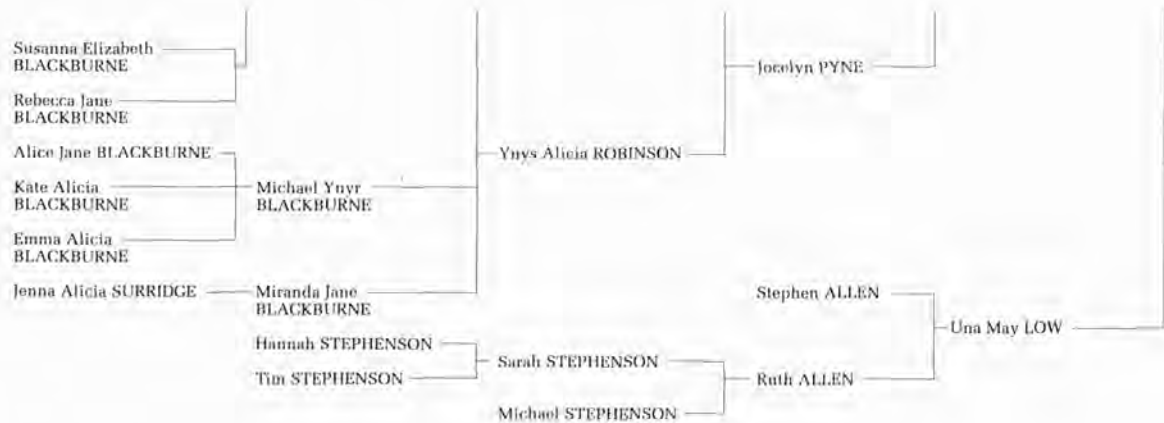 Susanna Elizabeth
BLACKBURNE
Rebecca Jane
BLACKBURNE
Alice Jane BLACKBURNE
Kate Alicia
BLACKBURNE
Emma Alicia
BLACKBURNE
Jenna Alicia SURRIDGE
Michael Ynyr
BLACKBURNE
Miranda Jane
BLACKBURNE
Hannah STEPHENSON
Tim STEPHENSON
Ynys Alicia ROBINSON
Sarah STEPHENSON
Michael STEPHENSON
Jocelyn PYNE
Stephen ALLEN
Ruth ALLEN
Una May LOW